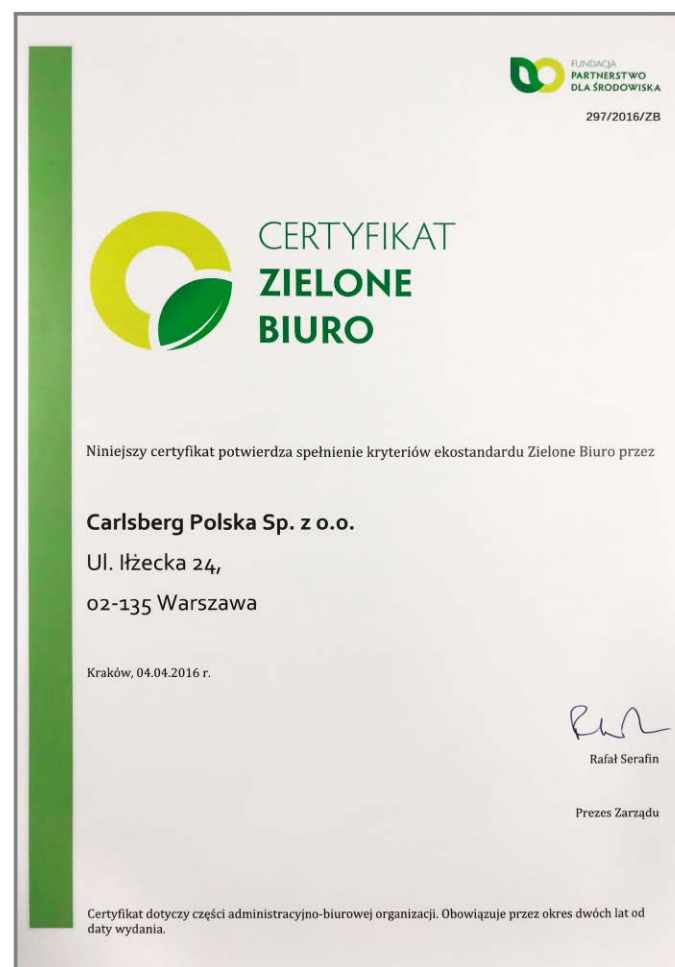 FUNDACJA
PARTNERSTWO
DLA ŚRODOWISKA
297/2016/ZB
CERTYFIKAT
ZIELONE
BIURO
Niniejszy certyfikat potwierdza spełnienie kryteriów ekostandardu Zielone Biuro przez
Carlsberg Polska Sp. z o.o.
Ul. Iłżecka 24,
02-135 Warszawa
Kraków, 04.04.2016 r.
Rafał Serafin
Prezes Zarządu
Certyfikat dotyczy części administracyjno-biurowej organizacji. Obowiązuje przez okres dwóch lat od
daty wydania.